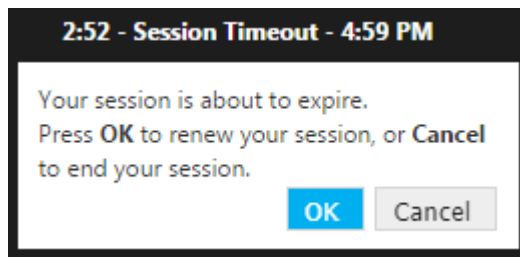 2:52 - Session Timeout - 4:59 PM
Your session is about to expire.
Press OK to renew your session, or Cancel
to end your session.
OK Cancel